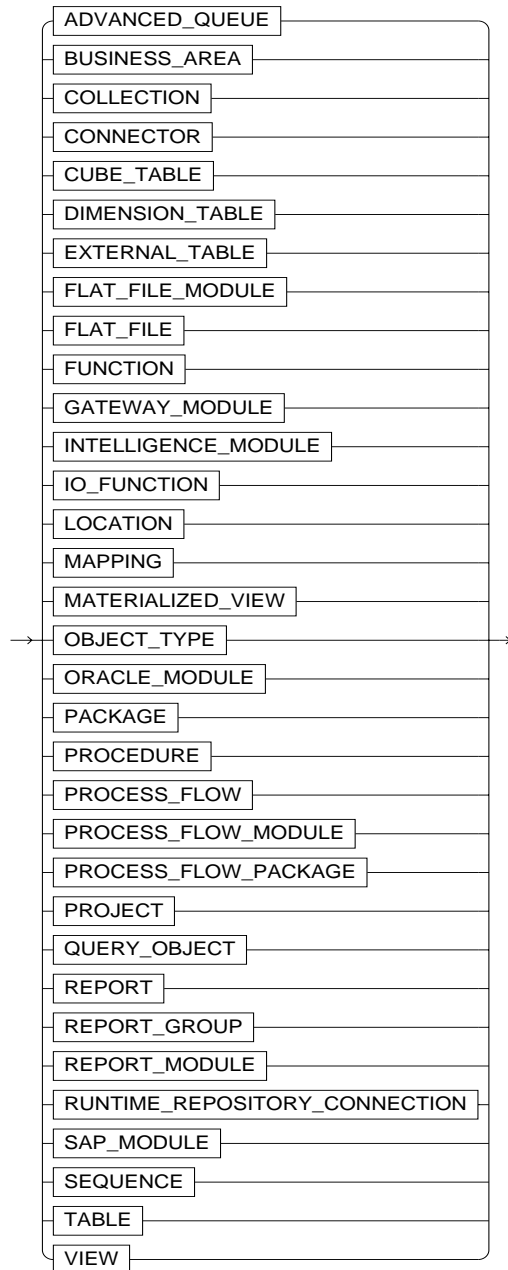 ADVANCED_QUEUE
BUSINESS_AREA
COLLECTION
CONNECTOR
CUBE_TABLE
DIMENSION_TABLE
EXTERNAL_TABLE
FLAT_FILE_MODULE
FLAT_FILE
FUNCTION
GATEWAY_MODULE
INTELLIGENCE_MODULE
IO_FUNCTION
LOCATION
MAPPING
MATERIALIZED_VIEW
OBJECT_TYPE
ORACLE_MODULE
PACKAGE
PROCEDURE
PROCESS_FLOW
PROCESS_FLOW_MODULE
PROCESS_FLOW_PACKAGE
PROJECT
QUERY_OBJECT
REPORT
REPORT_GROUP
REPORT_MODULE
RUNTIME_REPOSITORY_CONNECTION
SAP_MODULE
SEQUENCE
TABLE
VIEW